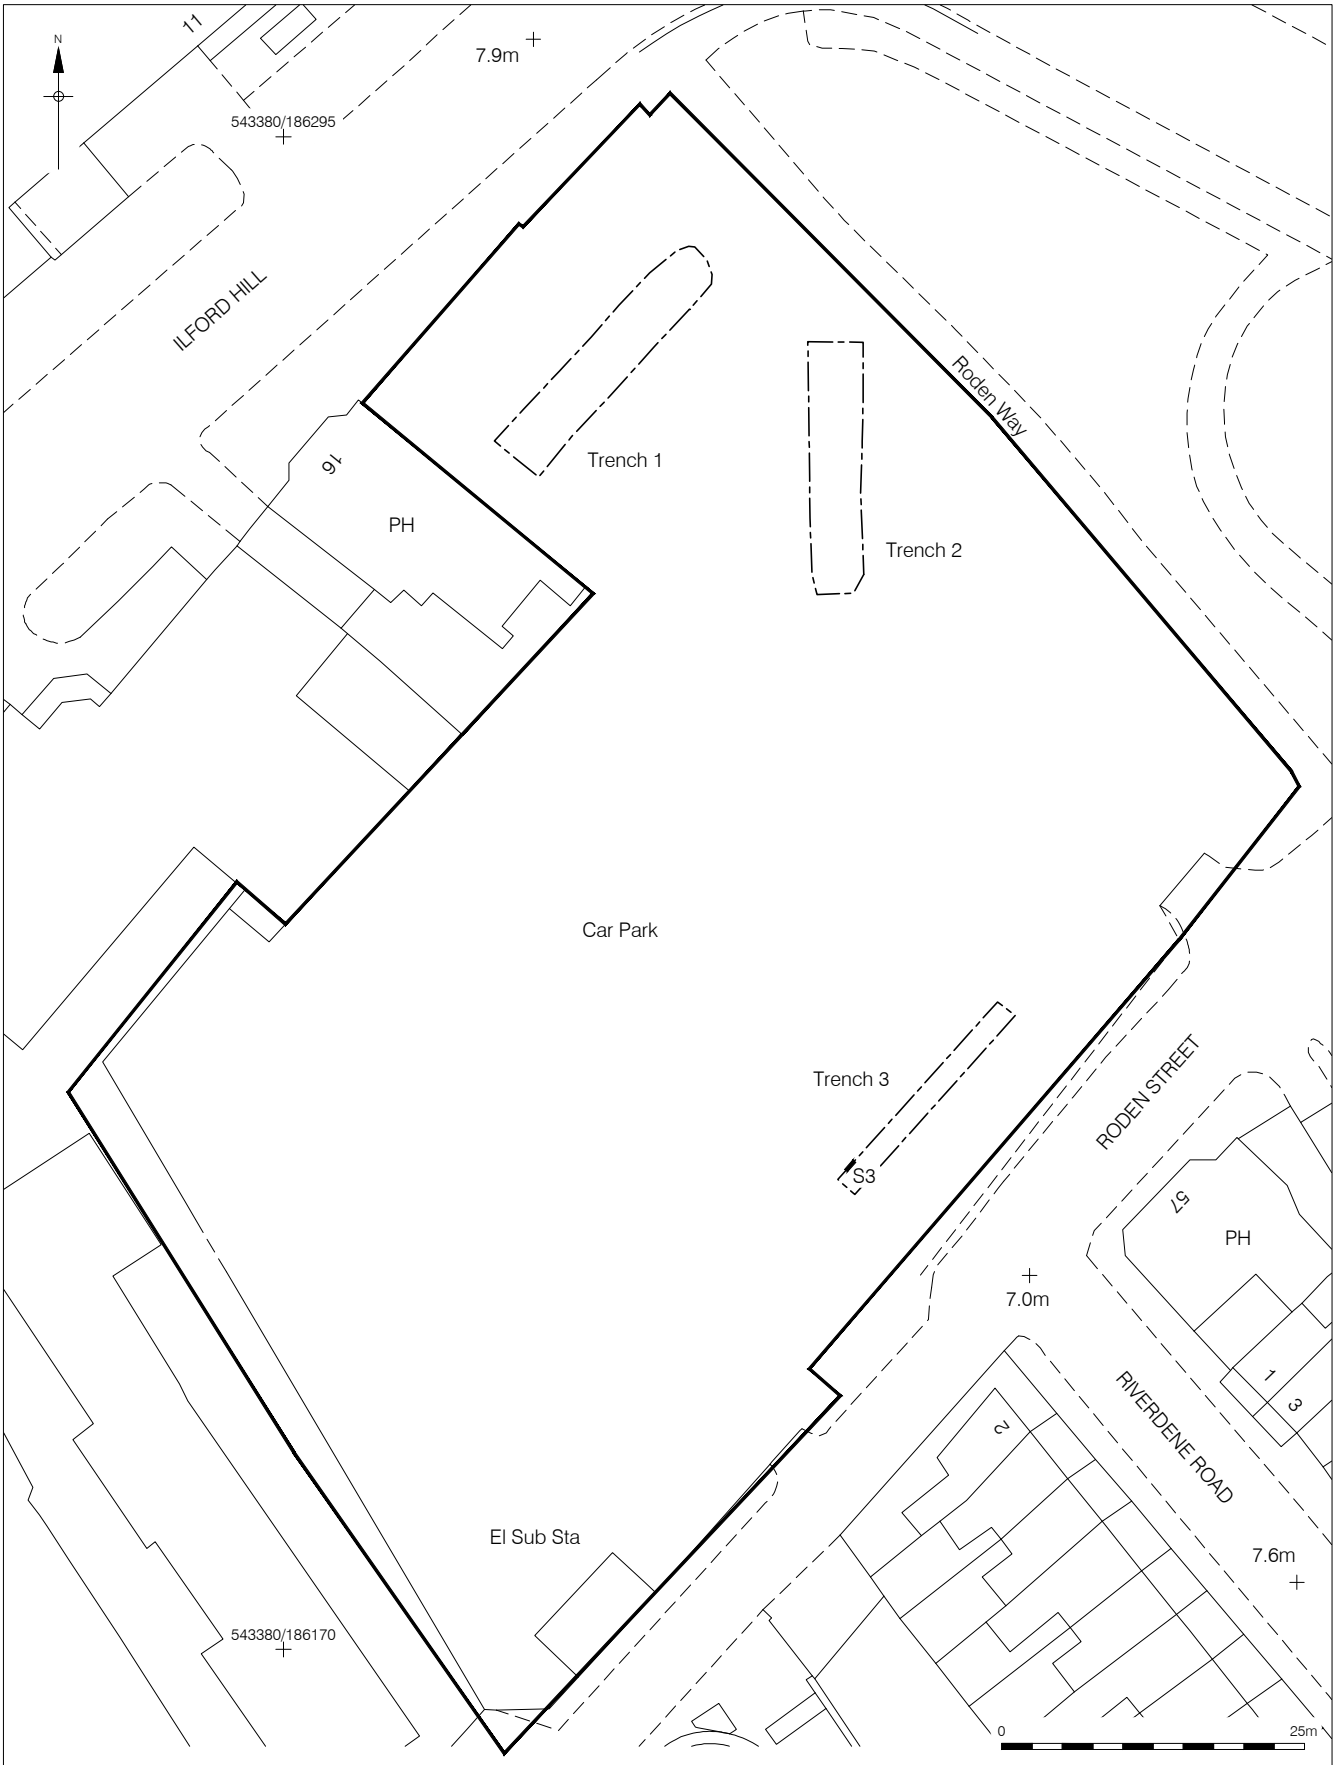 11
N
7.9m
543380/186295
ILFORD HILL
Roden Way
Trench 1
16
PH
Trench 2
Car Park
Trench 3
RODEN STREET
S3
57
PH
7.0m
1
3
RIVERDENE ROAD
2
El Sub Sta
7.6m
543380/186170
0 25m